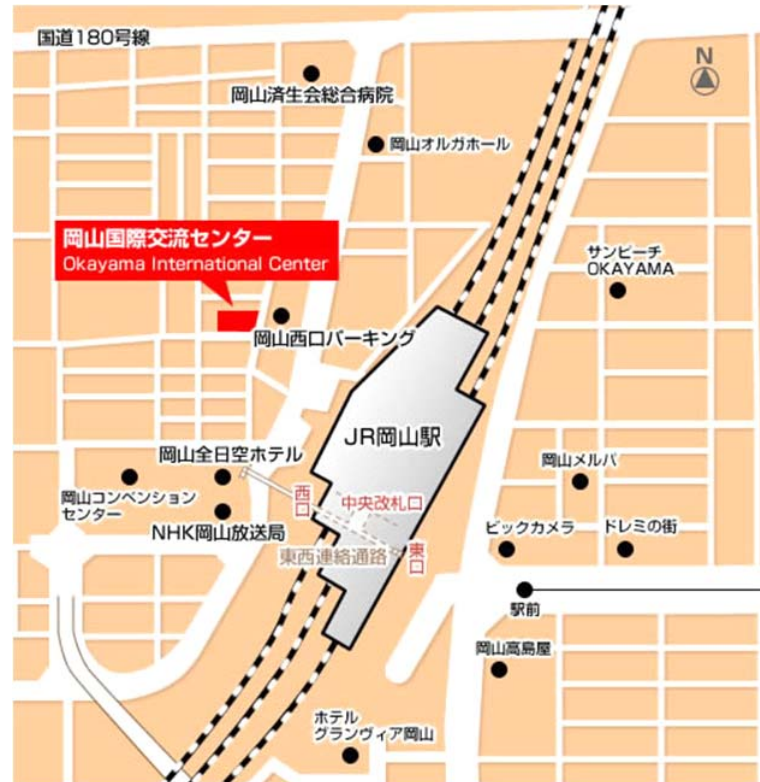 国道180号線
N
岡山済生会総合病院
岡山オルガホール
岡山国際交流センター
Okayama International Center
サンピーチ
OKAYAMA
岡山西口パーキング
JR岡山駅
岡山全日空ホテル
岡山メルパ
岡山コンベンション
センター
西口
中央改札口
NHK岡山放送局
ビックカメラ
ドレミの街
東西連絡通路
東口
駅前
岡山高島屋
ホテル
グランヴィア岡山